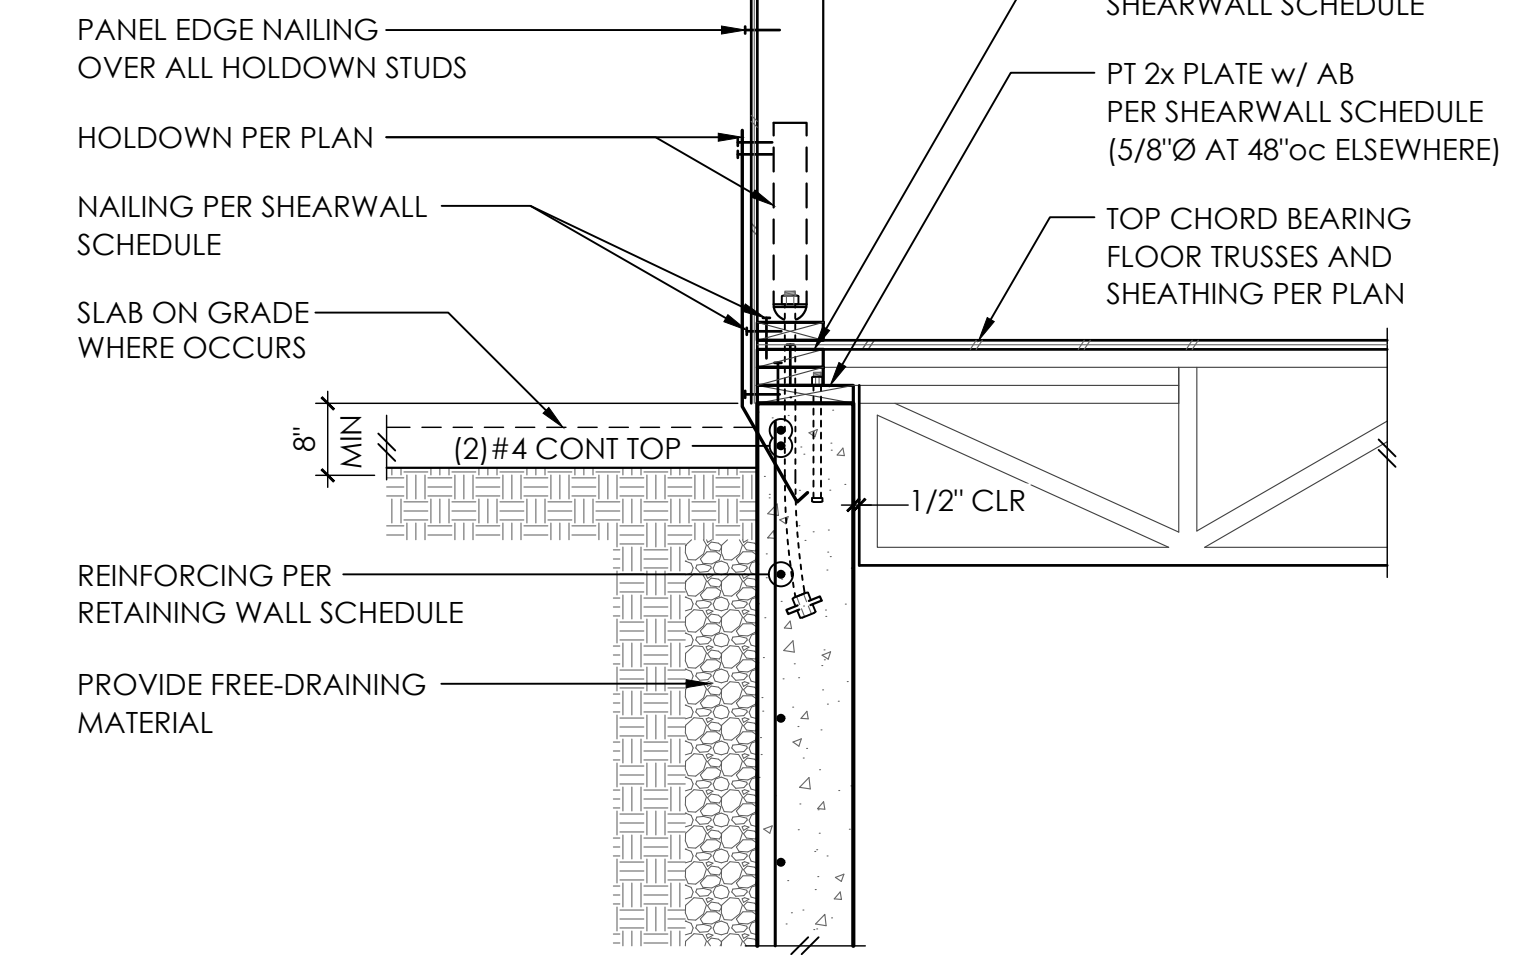 PANEL EDGE NAILING
OVER ALL HOLDOWN STUDS
HOLDOWN PER PLAN
NAILING PER SHEARWALL
SCHEDULE
SLAB ON GRADE
WHERE OCCURS
8"
MIN
(2)#4 CONT TOP
REINFORCING PER
RETAINING WALL SCHEDULE
PROVIDE FREE-DRAINING
MATERIAL
SHEARWALL SCHEDULE
PT 2x PLATE w/ AB
PER SHEARWALL SCHEDULE
(5/8"Ø AT 48"oc ELSEWHERE)
TOP CHORD BEARING
FLOOR TRUSSES AND
SHEATHING PER PLAN
1/2" CLR